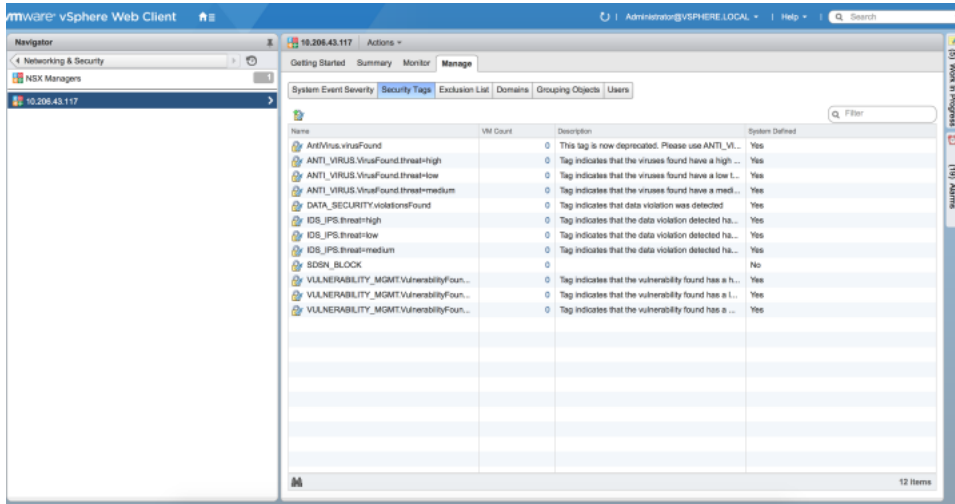 vmware vSphere Web Client
Administrator@VSPHERE.LOCAL | Help | Search
Navigator
Networking & Security
NSX Managers 1
10.206.43.117
10.206.43.117 Actions
Getting Started Summary Monitor Manage
System Event Severity Security Tags Exclusion List Domains Grouping Objects Users
Filter
Name VM Count Description System Defined
AntiVirus.virusFound 0 This tag is now deprecated. Please use ANTI_VI... Yes
ANTI_VIRUS.VirusFound.threat=high 0 Tag indicates that the viruses found have a high ... Yes
ANTI_VIRUS.VirusFound.threat=low 0 Tag indicates that the viruses found have a low t... Yes
ANTI_VIRUS.VirusFound.threat=medium 0 Tag indicates that the viruses found have a medi... Yes
DATA_SECURITY.violationsFound 0 Tag indicates that data violation was detected Yes
IDS_IPS.threat=high 0 Tag indicates that the data violation detected ha... Yes
IDS_IPS.threat=low 0 Tag indicates that the data violation detected ha... Yes
IDS_IPS.threat=medium 0 Tag indicates that the data violation detected ha... Yes
SDSN_BLOCK 0 No
VULNERABILITY_MGMT.VulnerabilityFoun... 0 Tag indicates that the vulnerability found has a h... Yes
VULNERABILITY_MGMT.VulnerabilityFoun... 0 Tag indicates that the vulnerability found has a l... Yes
VULNERABILITY_MGMT.VulnerabilityFoun... 0 Tag indicates that the vulnerability found has a ... Yes
12 items
(5) Work in Progress
(19) Alarms